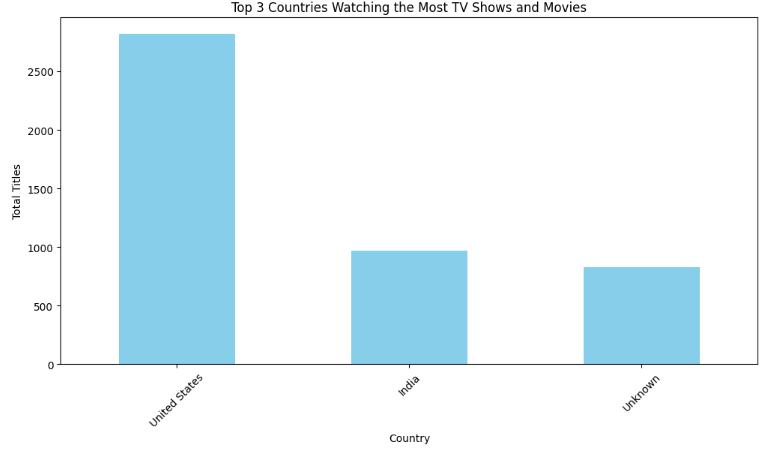 Top 3 Countries Watching the Most TV Shows and Movies
Total Titles
2500
2000
1500
1000
500
0
United States
India
Unknown
Country